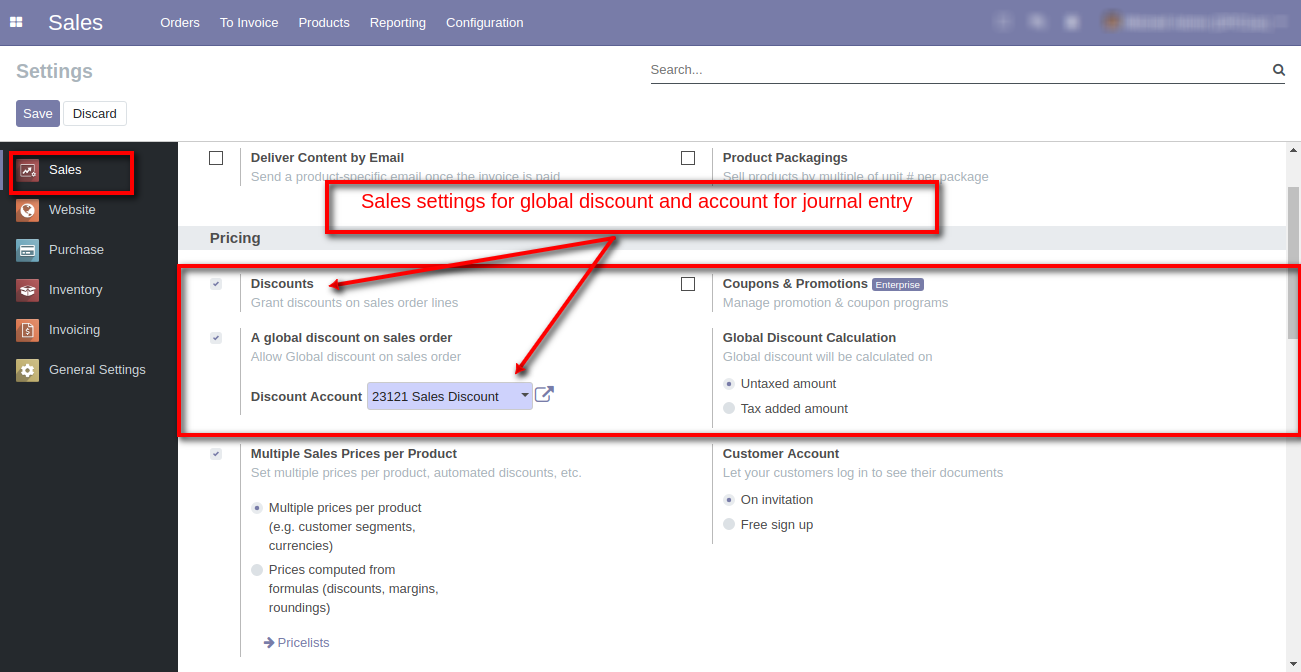 Sales
Orders
To Invoice
Products
Reporting
Configuration
Settings
Search...
Save
Discard
Sales
Website
Purchase
Inventory
Invoicing
General Settings
Deliver Content by Email
Send a product-specific email once the invoice is paid
Product Packagings
Sell products by multiple of unit # per package
Sales settings for global discount and account for journal entry
Pricing
Discounts
Grant discounts on sales order lines
Coupons & Promotions Enterprise
Manage promotion & coupon programs
A global discount on sales order
Allow Global discount on sales order
Discount Account 23121 Sales Discount
Global Discount Calculation
Global discount will be calculated on
Untaxed amount
Tax added amount
Multiple Sales Prices per Product
Set multiple prices per product, automated discounts, etc.
Multiple prices per product
(e.g. customer segments,
currencies)
Prices computed from
formulas (discounts, margins,
roundings)
Pricelists
Customer Account
Let your customers log in to see their documents
On invitation
Free sign up